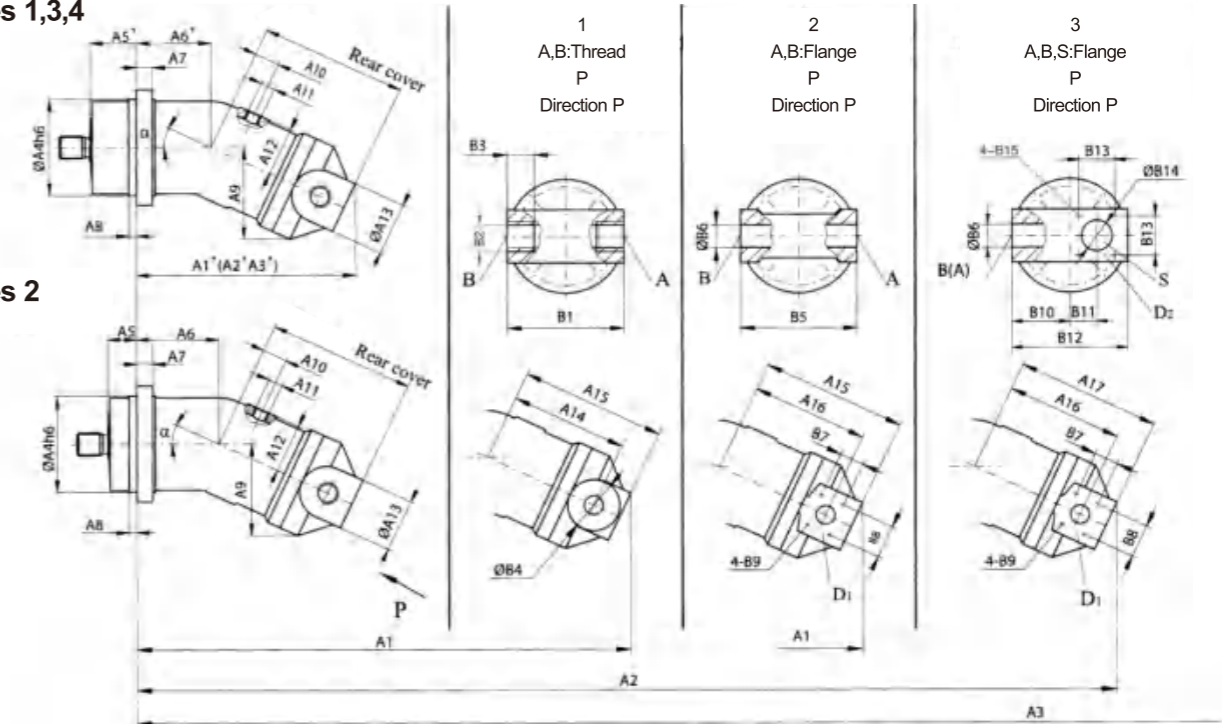 es 1,3,4
A5*
A6*
A7
Rear cover
A10
A11
ØA4h6
α
A12
A9
ØA13
A8
A1*(A2*A3*)
es 2
A5
A6
A7
Rear cover
A10
A11
ØA4h6
α
A12
A9
ØA13
A8
P
1
A,B:Thread
P
Direction P
B3
B2
B
A
B1
A15
A14
ØB4
2
A,B:Flange
P
Direction P
ØB6
B
A
B5
A15
A16
B7
B8
4-B9
D1
A1
3
A,B,S:Flange
P
Direction P
4-B15
B13
ØB14
ØB6
B13
B(A)
S
B10
B11
D2
B12
A17
A16
B7
B8
4-B9
D1
A1
A2
A3